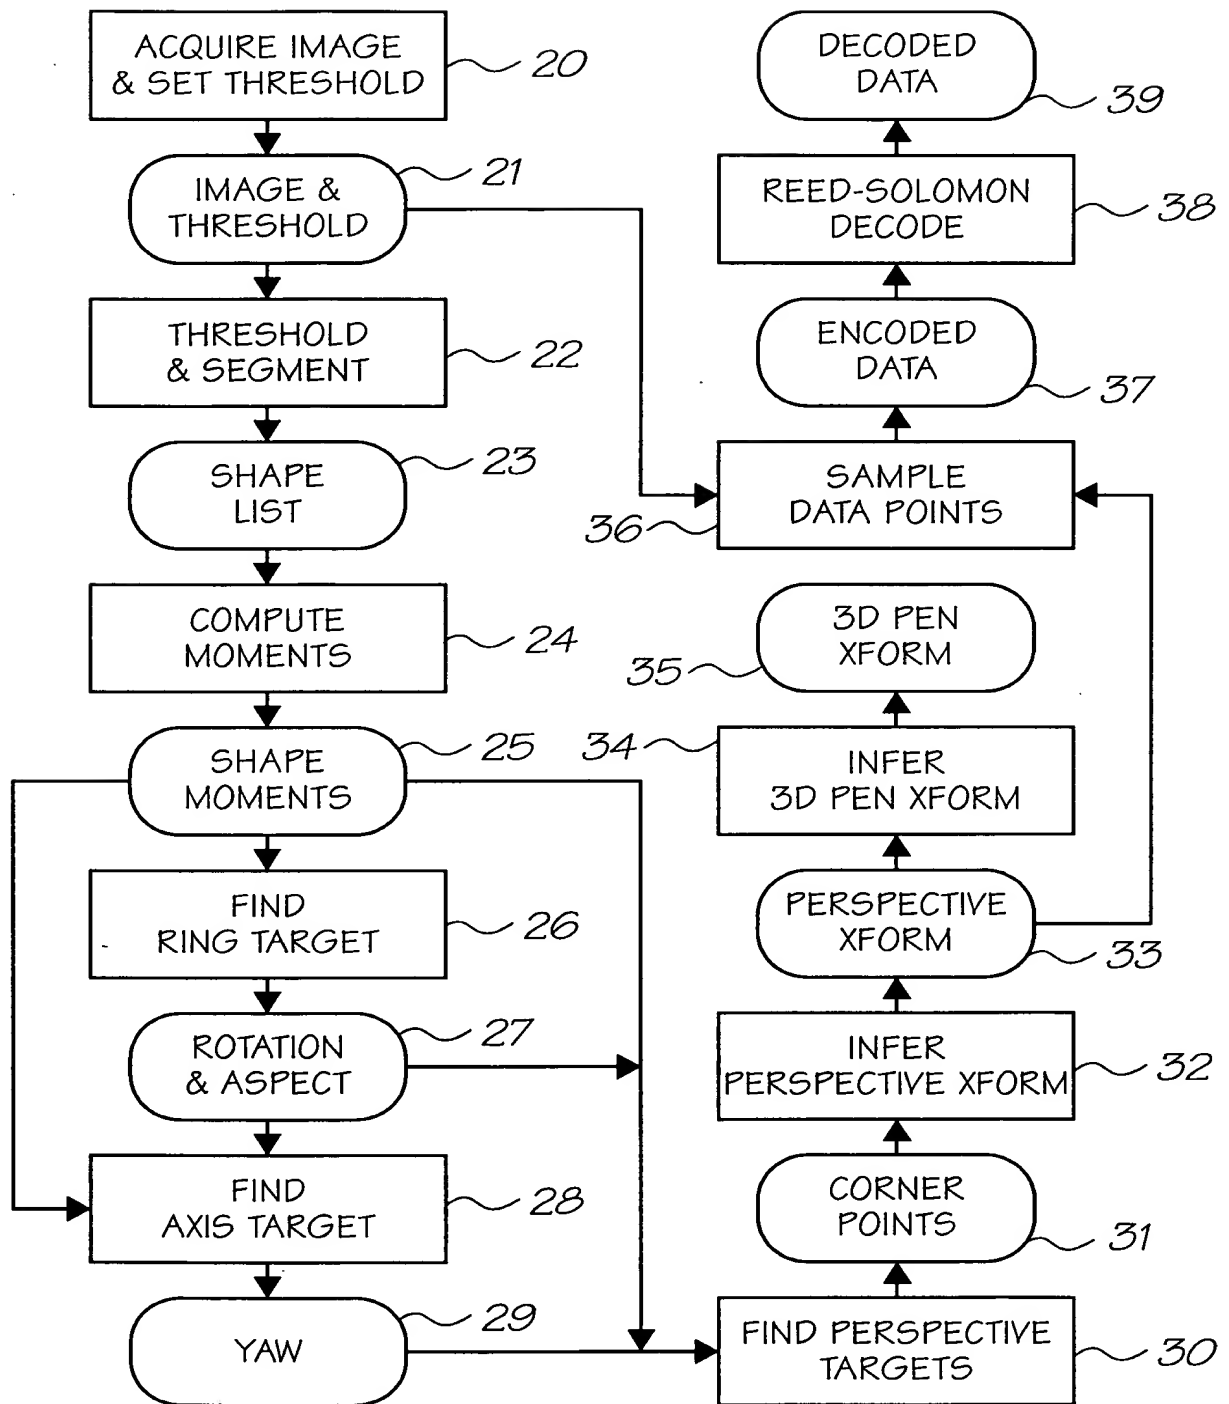 ACQUIRE IMAGE
& SET THRESHOLD
20
IMAGE &
THRESHOLD
21
THRESHOLD
& SEGMENT
22
SHAPE
LIST
23
COMPUTE
MOMENTS
24
SHAPE
MOMENTS
25
FIND
RING TARGET
26
ROTATION
& ASPECT
27
FIND
AXIS TARGET
28
YAW
29
DECODED
DATA
39
REED-SOLOMON
DECODE
38
ENCODED
DATA
37
SAMPLE
DATA POINTS
36
3D PEN
XFORM
35
INFER
3D PEN XFORM
34
PERSPECTIVE
XFORM
33
INFER
PERSPECTIVE XFORM
32
CORNER
POINTS
31
FIND PERSPECTIVE
TARGETS
30